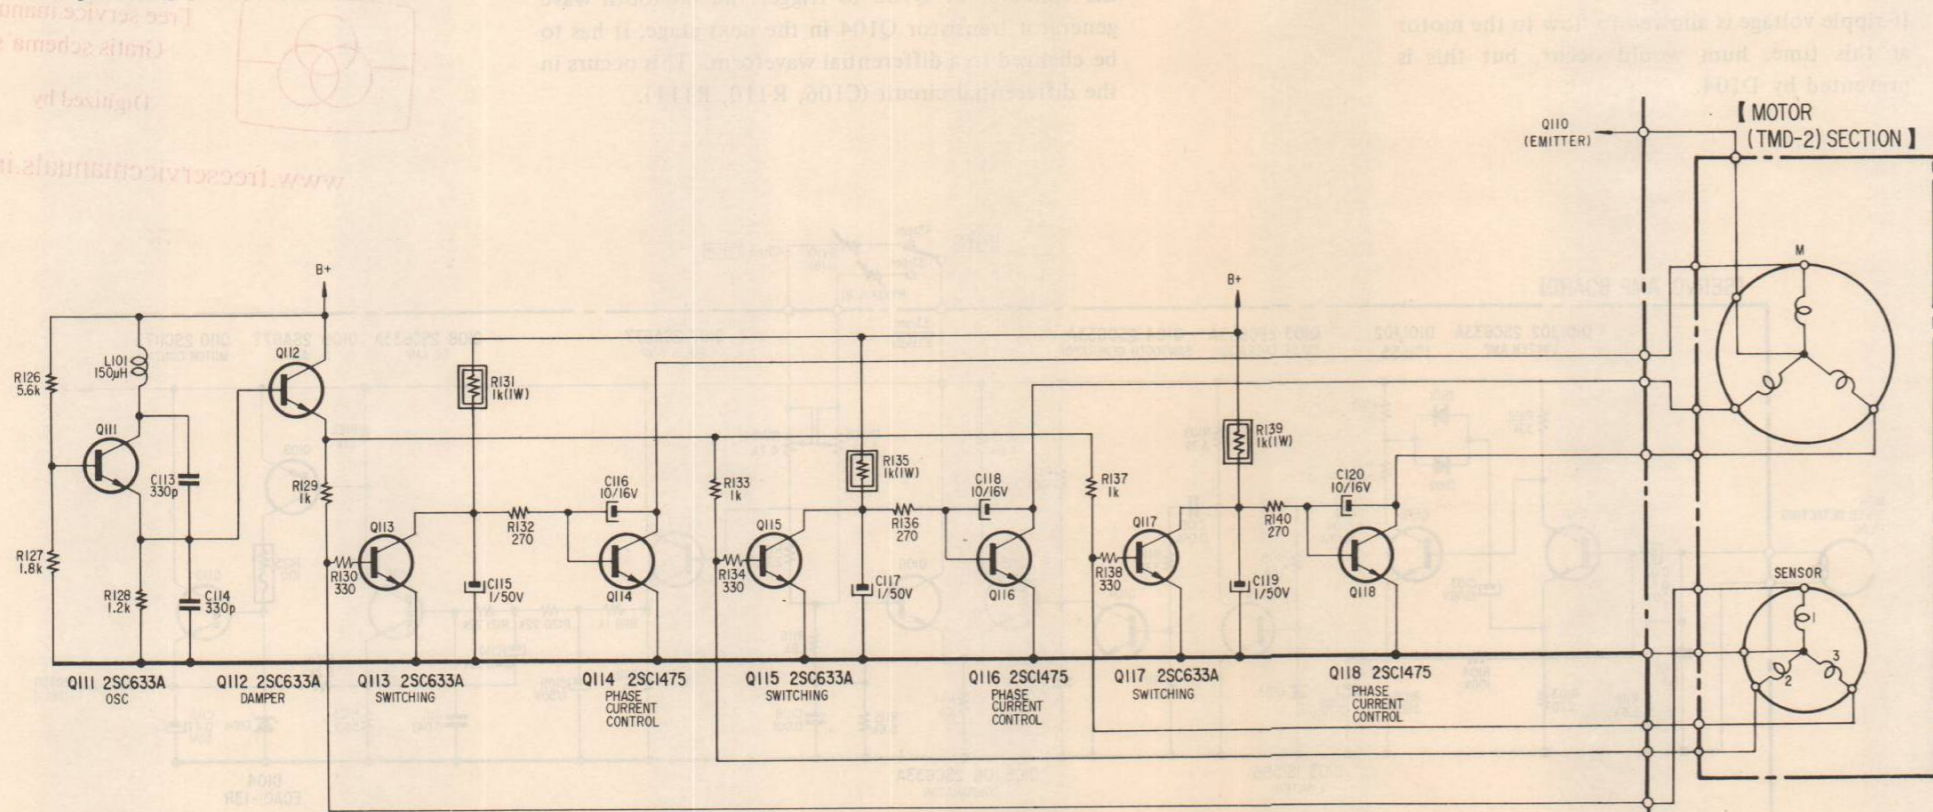 If ripple voltage is allowed to flow to the motor
at this time, hum would occur, but this is
prevented by D104.
generator transistor Q104 in the next stage, it has to
be changed to a differential waveform. This occurs in
the differential circuit (C106, R110, R111).
Free service manu
Gratis schema
Digitized by
www.freeservicemanuals.in
Q110
(EMITTER)
【 MOTOR
(TMD-2) SECTION 】
B+
B+
M
L101
150μH
Q112
R126
5.6k
R131
1k(1W)
Q111
R139
1k(1W)
R135
1k(1W)
C113
330p
R129
1k
C116
10/16V
R133
1k
C118
10/16V
R137
1k
C120
10/16V
R127
1.8k
Q113
R132
270
Q115
R136
270
Q117
R140
270
R130
330
R134
330
R138
330
SENSOR
R128
1.2k
C114
330p
C115
1/50V
Q114
C117
1/50V
Q116
C119
1/50V
Q118
1
2
3
Q111 2SC633A
OSC
Q112 2SC633A
DAMPER
Q113 2SC633A
SWITCHING
Q114 2SC1475
PHASE
CURRENT
CONTROL
Q115 2SC633A
SWITCHING
Q116 2SC1475
PHASE
CURRENT
CONTROL
Q117 2SC633A
SWITCHING
Q118 2SC1475
PHASE
CURRENT
CONTROL